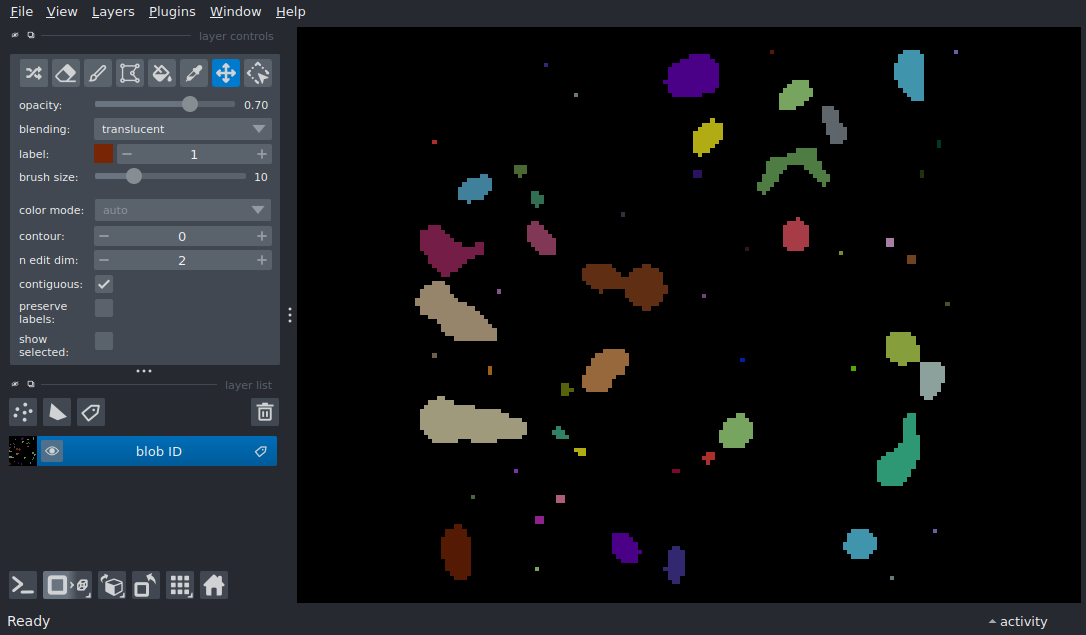 File View Layers Plugins Window Help
layer controls
opacity: 0.70
blending: translucent
label: 1
brush size: 10
color mode: auto
contour: 0
n edit dim: 2
contiguous:
preserve
labels:
show
selected:
layer list
blob ID
Ready
activity